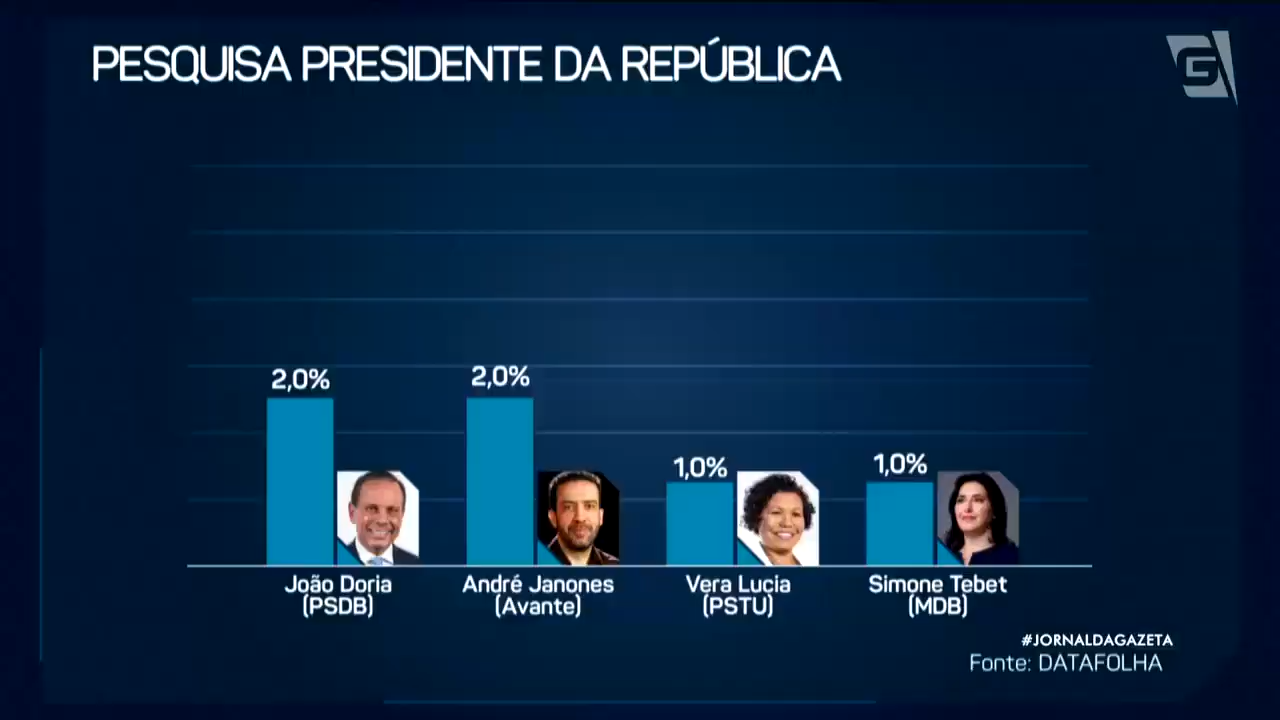 PESQUISA PRESIDENTE DA REPÚBLICA
G
2,0%
2,0%
1,0%
1,0%
João Doria
(PSDB)
André Janones
(Avante)
Vera Lucia
(PSTU)
Simone Tebet
(MDB)
#JORNALDAGAZETA
Fonte: DATAFOLHA